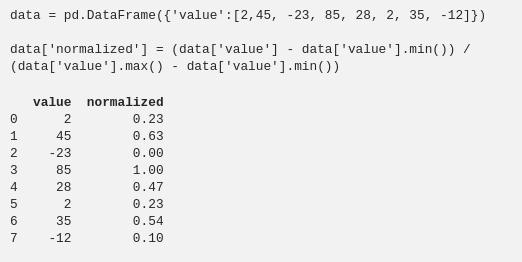 data = pd.DataFrame({'value':[2,45, -23, 85, 28, 2, 35, -12]})
data['normalized'] = (data['value'] - data['value'].min()) /
(data['value'].max() - data['value'].min())
value normalized
0 2 0.23
1 45 0.63
2 -23 0.00
3 85 1.00
4 28 0.47
5 2 0.23
6 35 0.54
7 -12 0.10